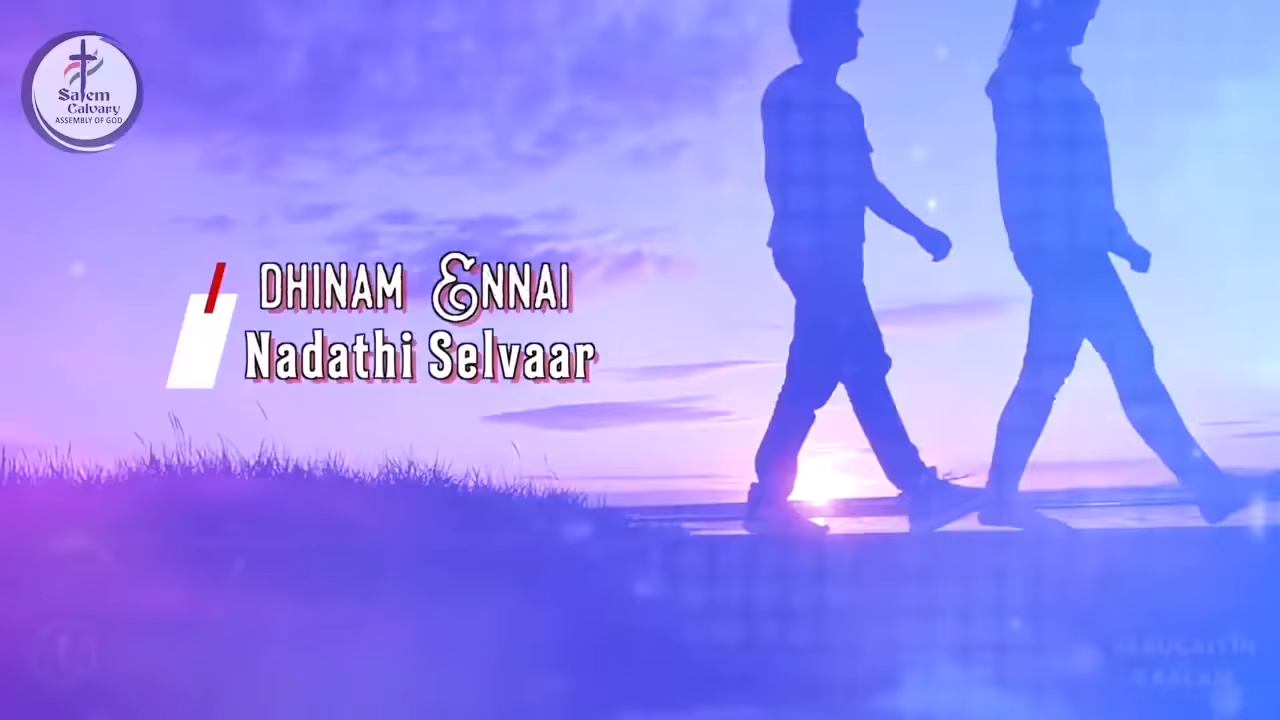 Salem
Calvary
ASSEMBLY OF GOD
DHINAM ENNAI
Nadathi Selvaar